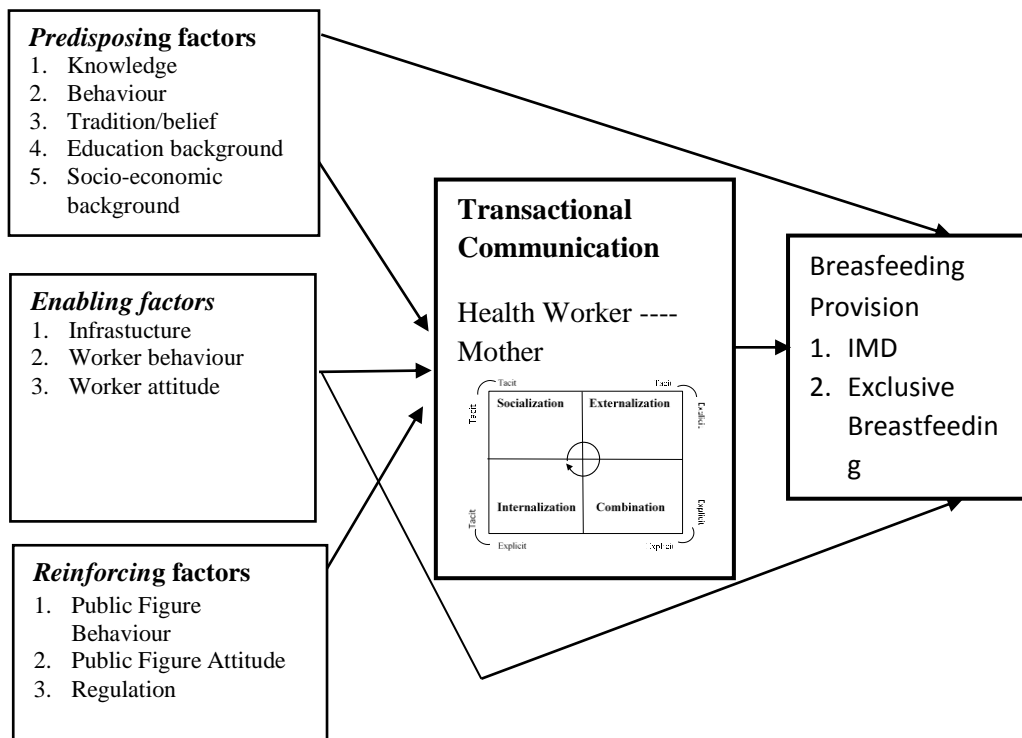 Predisposing factors
1. Knowledge
2. Behaviour
3. Tradition/belief
4. Education background
5. Socio-economic
background
Enabling factors
1. Infrastucture
2. Worker behaviour
3. Worker attitude
Reinforcing factors
1. Public Figure
Behaviour
2. Public Figure Attitude
3. Regulation
Transactional
Communication
Health Worker ----
Mother
Tacit
Tacit
Tacit
Explicit
Socialization
Externalization
Internalization
Combination
Tacit
Explicit
Explicit
Explicit
Breasfeeding
Provision
1. IMD
2. Exclusive
Breastfeedin
g